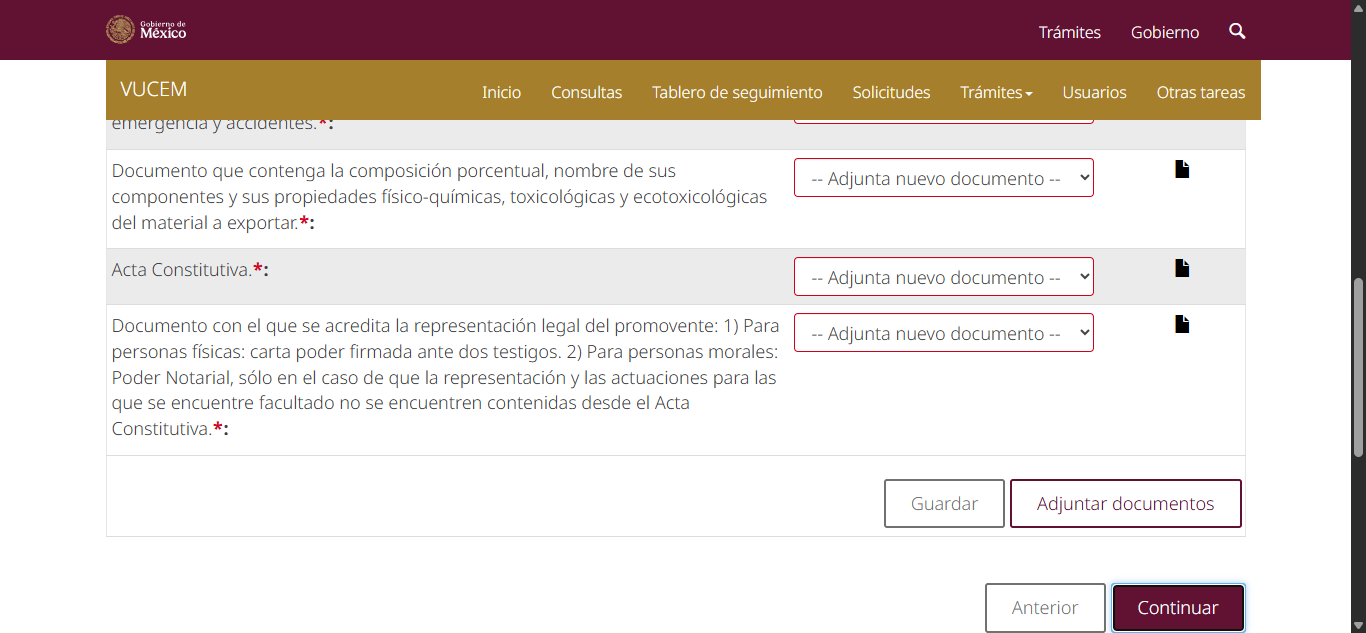 Gobierno de
México
Trámites
Gobierno
VUCEM
Inicio
Consultas
Tablero de seguimiento
Solicitudes
Trámites
Usuarios
Otras tareas
emergencia y accidentes.*:
Documento que contenga la composición porcentual, nombre de sus
componentes y sus propiedades físico-químicas, toxicológicas y ecotoxicológicas
del material a exportar.*:
-- Adjunta nuevo documento --
Acta Constitutiva.*:
-- Adjunta nuevo documento --
Documento con el que se acredita la representación legal del promovente: 1) Para
personas físicas: carta poder firmada ante dos testigos. 2) Para personas morales:
Poder Notarial, sólo en el caso de que la representación y las actuaciones para las
que se encuentre facultado no se encuentren contenidas desde el Acta
Constitutiva.*:
-- Adjunta nuevo documento --
Guardar
Adjuntar documentos
Anterior
Continuar